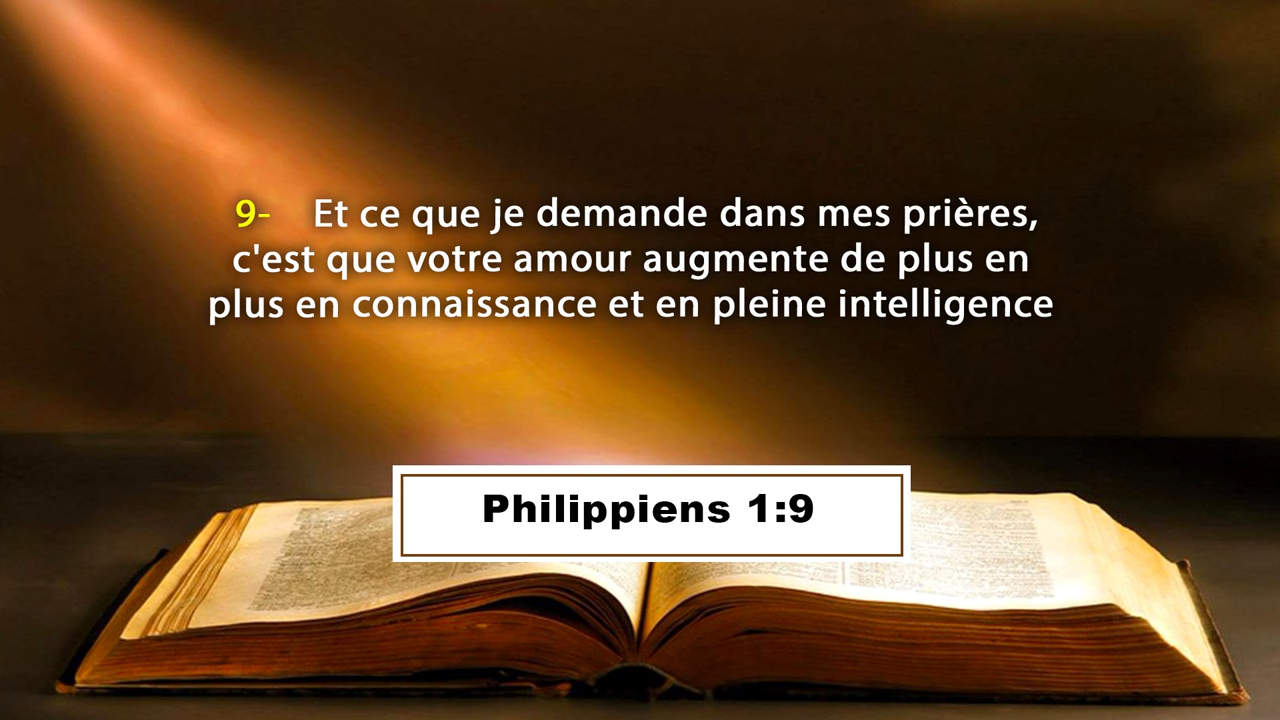 9- Et ce que je demande dans mes prières,
c'est que votre amour augmente de plus en
plus en connaissance et en pleine intelligence
Philippiens 1:9